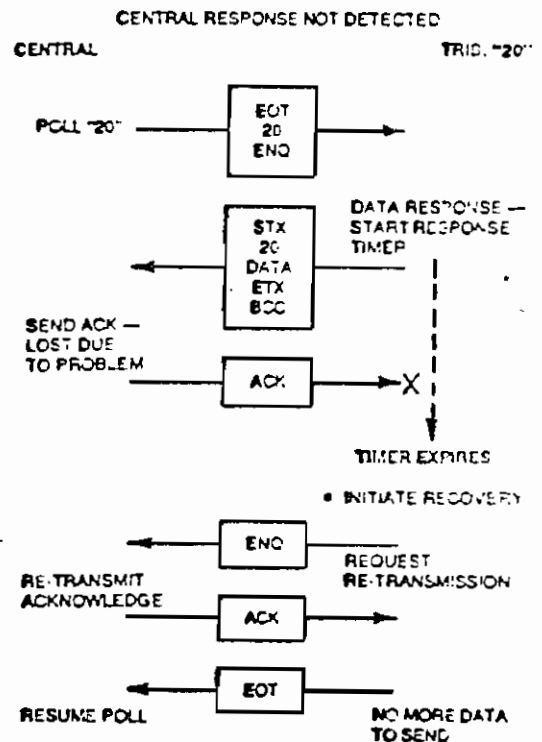 CENTRAL RESPONSE NOT DETECTED
CENTRAL
TRIB. "20"
POLL "20"
EOT
20
ENQ
DATA RESPONSE —
START RESPONSE
TIMER
STX
20
DATA
ETX
BCC
SEND ACK —
LOST DUE
TO PROBLEM
ACK
X
TIMER EXPIRES
• INITIATE RECOVERY
ENQ
REQUEST
RE-TRANSMISSION
RE-TRANSMIT
ACKNOWLEDGE
ACK
EOT
RESUME POLL
NO MORE DATA
TO SEND